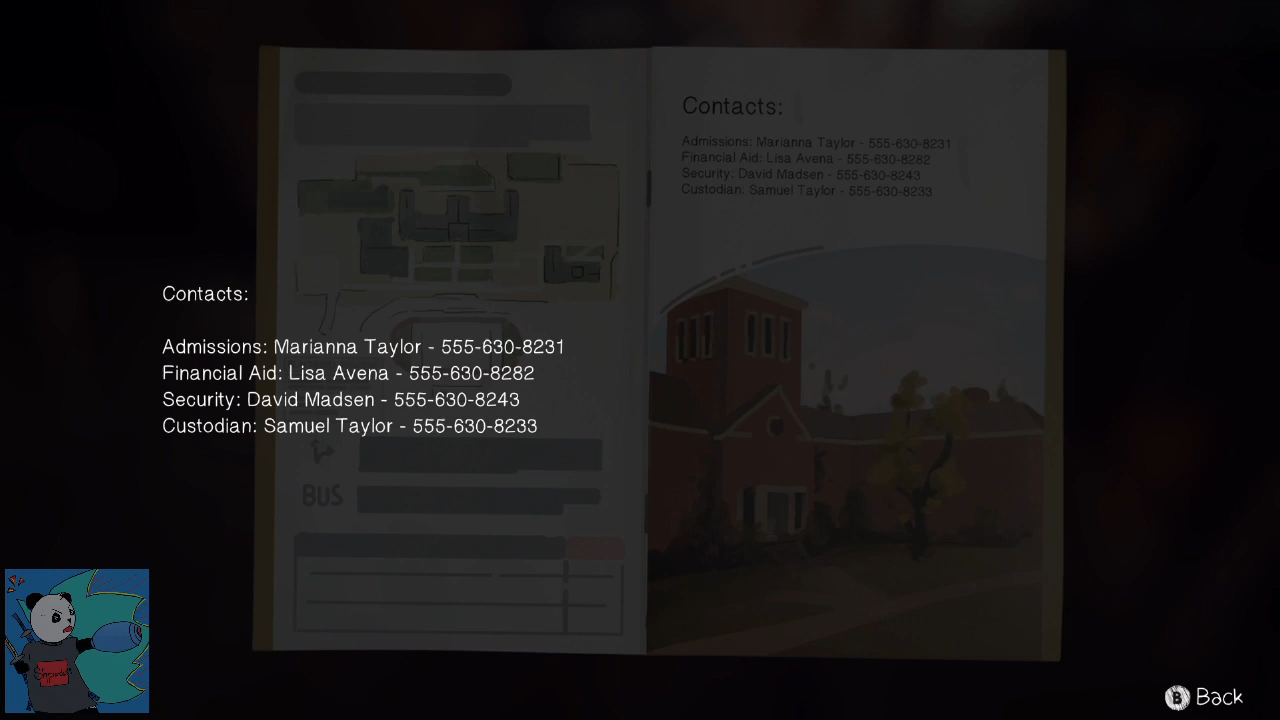 Contacts:
Admissions: Marianna Taylor - 555-630-8231
Financial Aid: Lisa Avena - 555-630-8282
Security: David Madsen - 555-630-8243
Custodian: Samuel Taylor - 555-630-8233
Contacts:
Admissions: Marianna Taylor - 555-630-8231
Financial Aid: Lisa Avena - 555-630-8282
Security: David Madsen - 555-630-8243
Custodian: Samuel Taylor - 555-630-8233
BUS
B Back